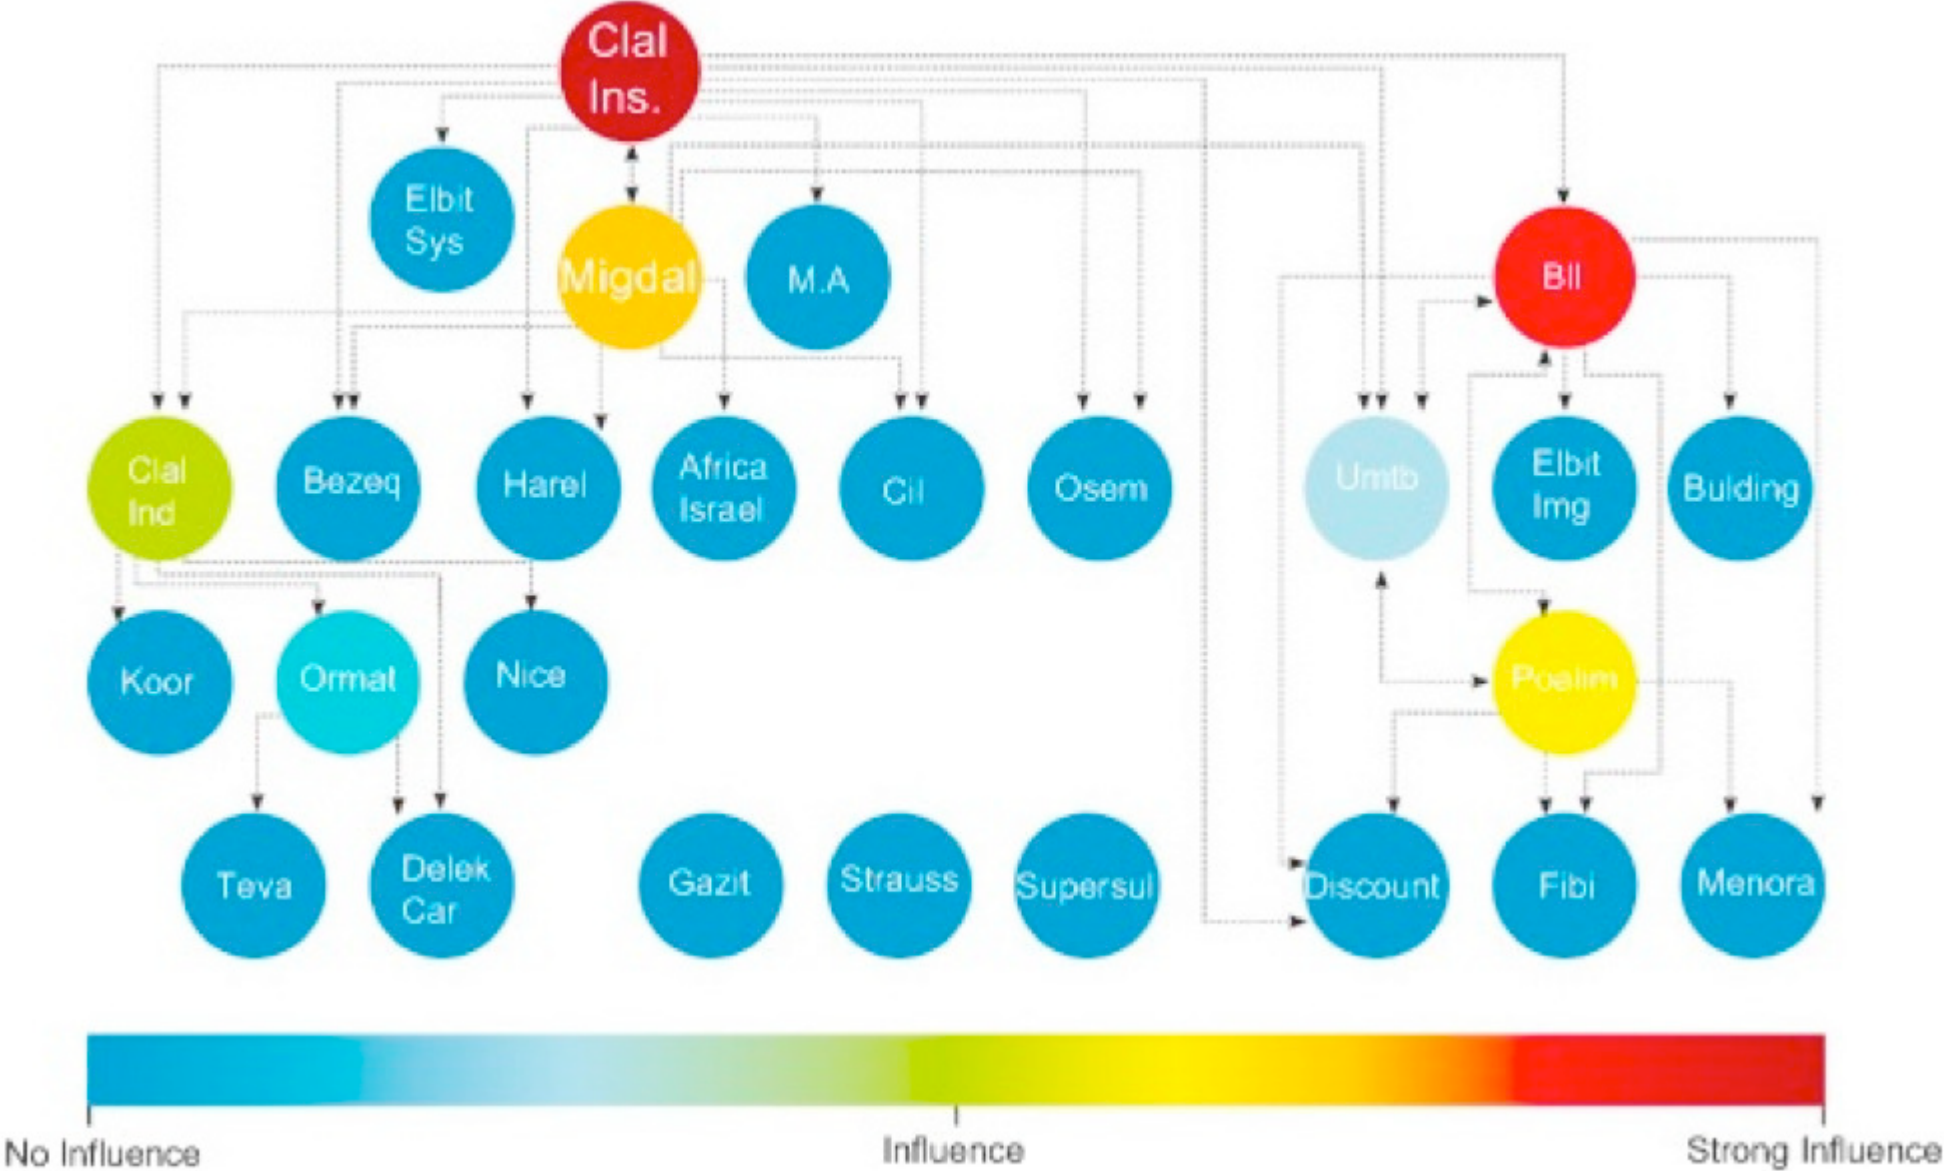 Clal
Ins.
Elbit
Sys
Migdal
M.A
Bll
Clal
Ind
Bezeq
Harel
Africa
Israel
Cil
Osem
Umtb
Elbit
Img
Bulding
Koor
Ormat
Nice
Poalim
Teva
Delek
Car
Gazit
Strauss
Supersul
Discount
Fibi
Menora
No Influence
Influence
Strong Influence